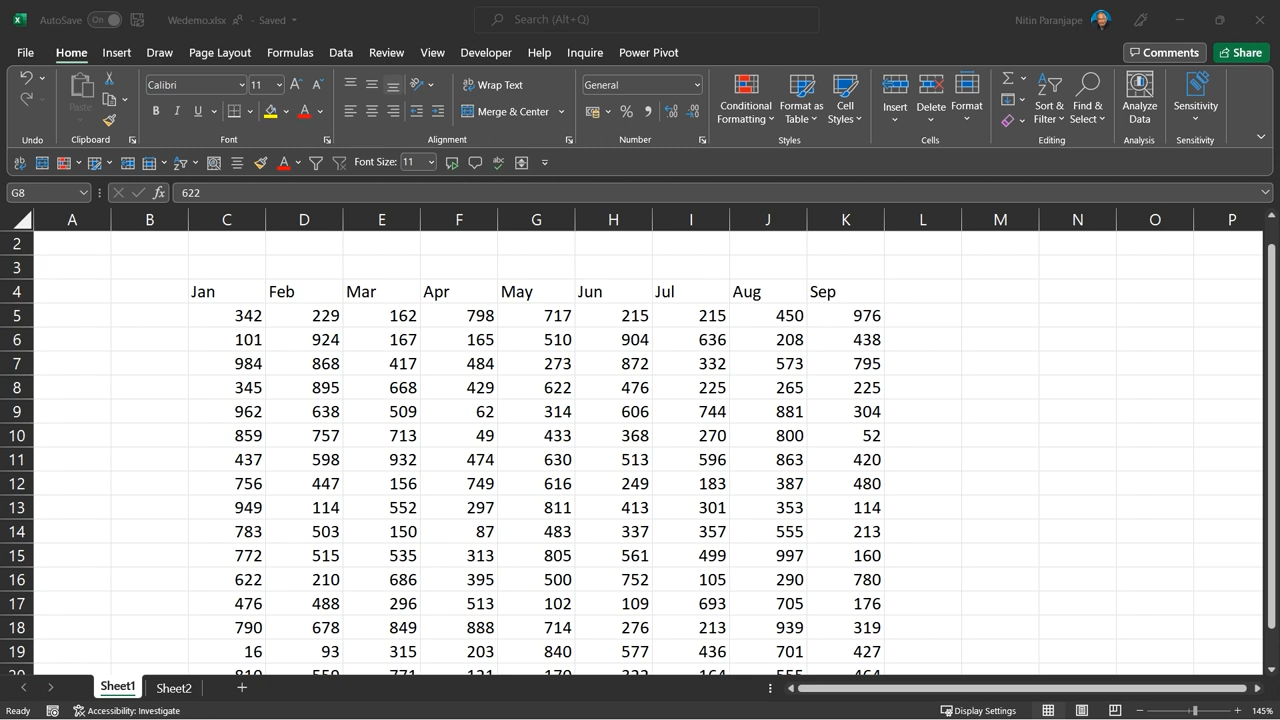 AutoSave On Wedemo.xlsx - Saved Search (Alt+Q) Nitin Paranjape
File Home Insert Draw Page Layout Formulas Data Review View Developer Help Inquire Power Pivot Comments Share
Calibri 11 Wrap Text General
Paste B I U Merge & Center % Conditional Formatting Format as Table Cell Styles Insert Delete Format Sort & Filter Find & Select Analyze Data Sensitivity
Undo Clipboard Font Alignment Number Styles Cells Editing Analysis Sensitivity
Font Size: 11
G8 fx 622
A B C D E F G H I J K L M N O P
2
3
4 Jan Feb Mar Apr May Jun Jul Aug Sep
5 342 229 162 798 717 215 215 450 976
6 101 924 167 165 510 904 636 208 438
7 984 868 417 484 273 872 332 573 795
8 345 895 668 429 622 476 225 265 225
9 962 638 509 62 314 606 744 881 304
10 859 757 713 49 433 368 270 800 52
11 437 598 932 474 630 513 596 863 420
12 756 447 156 749 616 249 183 387 480
13 949 114 552 297 811 413 301 353 114
14 783 503 150 87 483 337 357 555 213
15 772 515 535 313 805 561 499 997 160
16 622 210 686 395 500 752 105 290 780
17 476 488 296 513 102 109 693 705 176
18 790 678 849 888 714 276 213 939 319
19 16 93 315 203 840 577 436 701 427
Sheet1 Sheet2
Ready Accessibility: Investigate Display Settings 145%